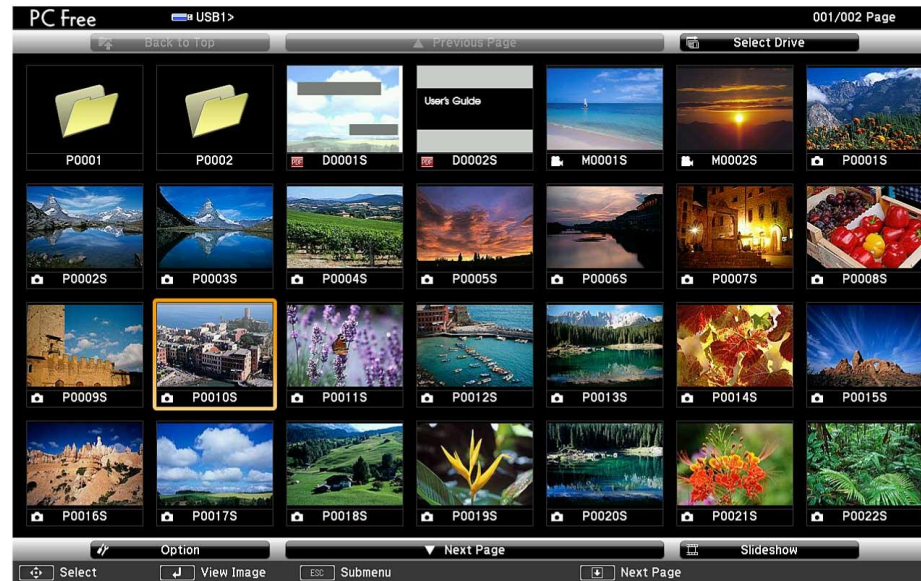 PC Free USB1> 001/002 Page
Back to Top Previous Page Select Drive
User's Guide
P0001 P0002 D0001S D0002S M0001S M0002S P0001S
P0002S P0003S P0004S P0005S P0006S P0007S P0008S
P0009S P0010S P0011S P0012S P0013S P0014S P0015S
P0016S P0017S P0018S P0019S P0020S P0021S P0022S
Option Next Page Slideshow
Select View Image ESC Submenu Next Page